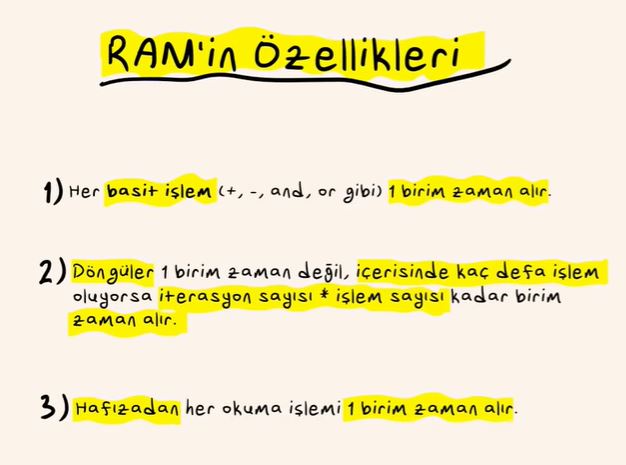 RAM'in Özellikleri
1) Her basit işlem (+, -, and, or gibi) 1 birim zaman alır.
2) Döngüler 1 birim zaman değil, içerisinde kaç defa işlem
oluyorsa iterasyon sayısı * işlem sayısı kadar birim
zaman alır.
3) Hafızadan her okuma işlemi 1 birim zaman alır.